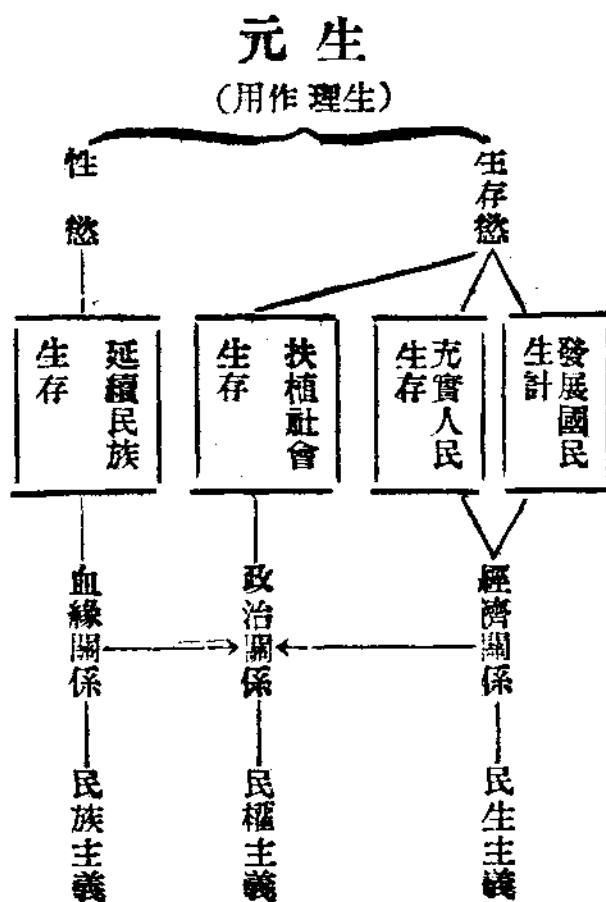 生元
(生理作用)
生存慾
性慾
發展國民
生計
充實人民
生存
扶植社會
生存
延續民族
生存
經濟關係
政治關係
血緣關係
民生主義
民權主義
民族主義